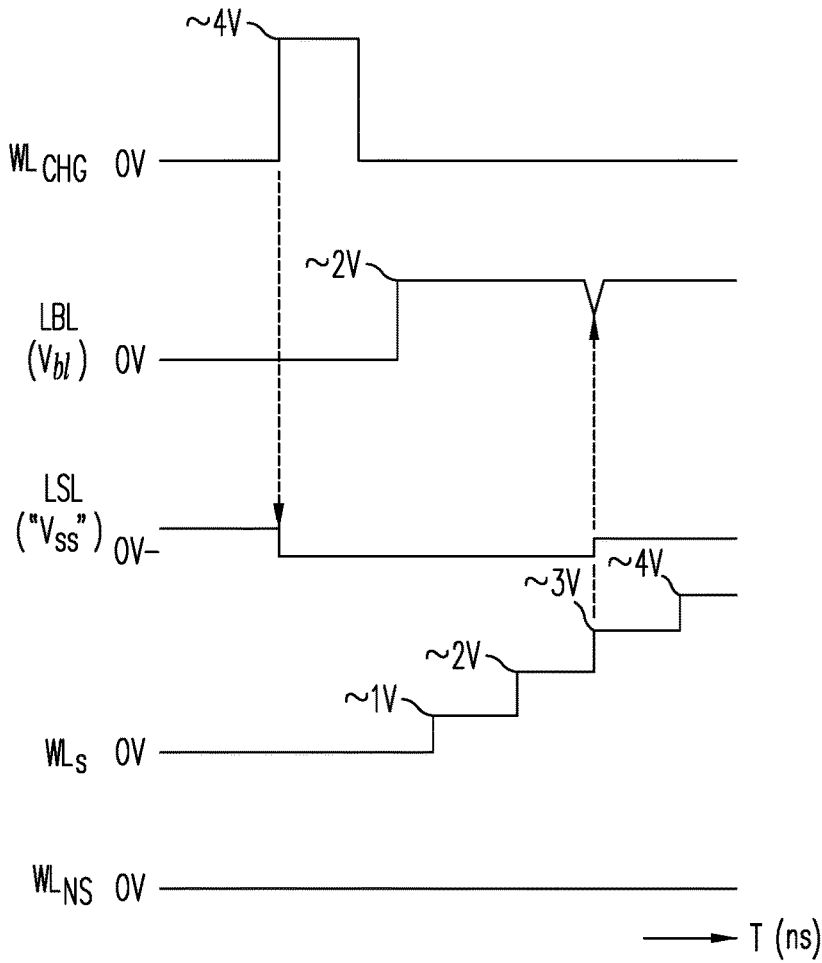 ~4V
WL CHG 0V
~2V
LBL
(Vbl) 0V
LSL
("VSS") 0V
~4V
~3V
~2V
~1V
WLS 0V
WLNS 0V
T (ns)